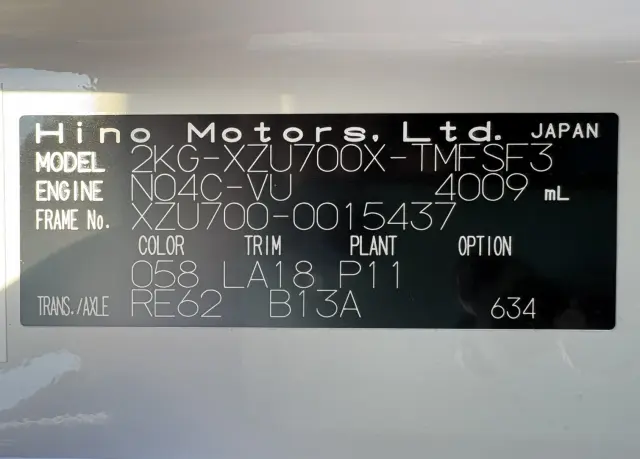 Hino Motors, Ltd. JAPAN
MODEL 2KG-XZU700X-TMFSF3
ENGINE N04C-VU 4009 mL
FRAME No. XZU700-0015437
COLOR TRIM PLANT OPTION
058 LA18 P11
TRANS./AXLE RE62 B13A 634